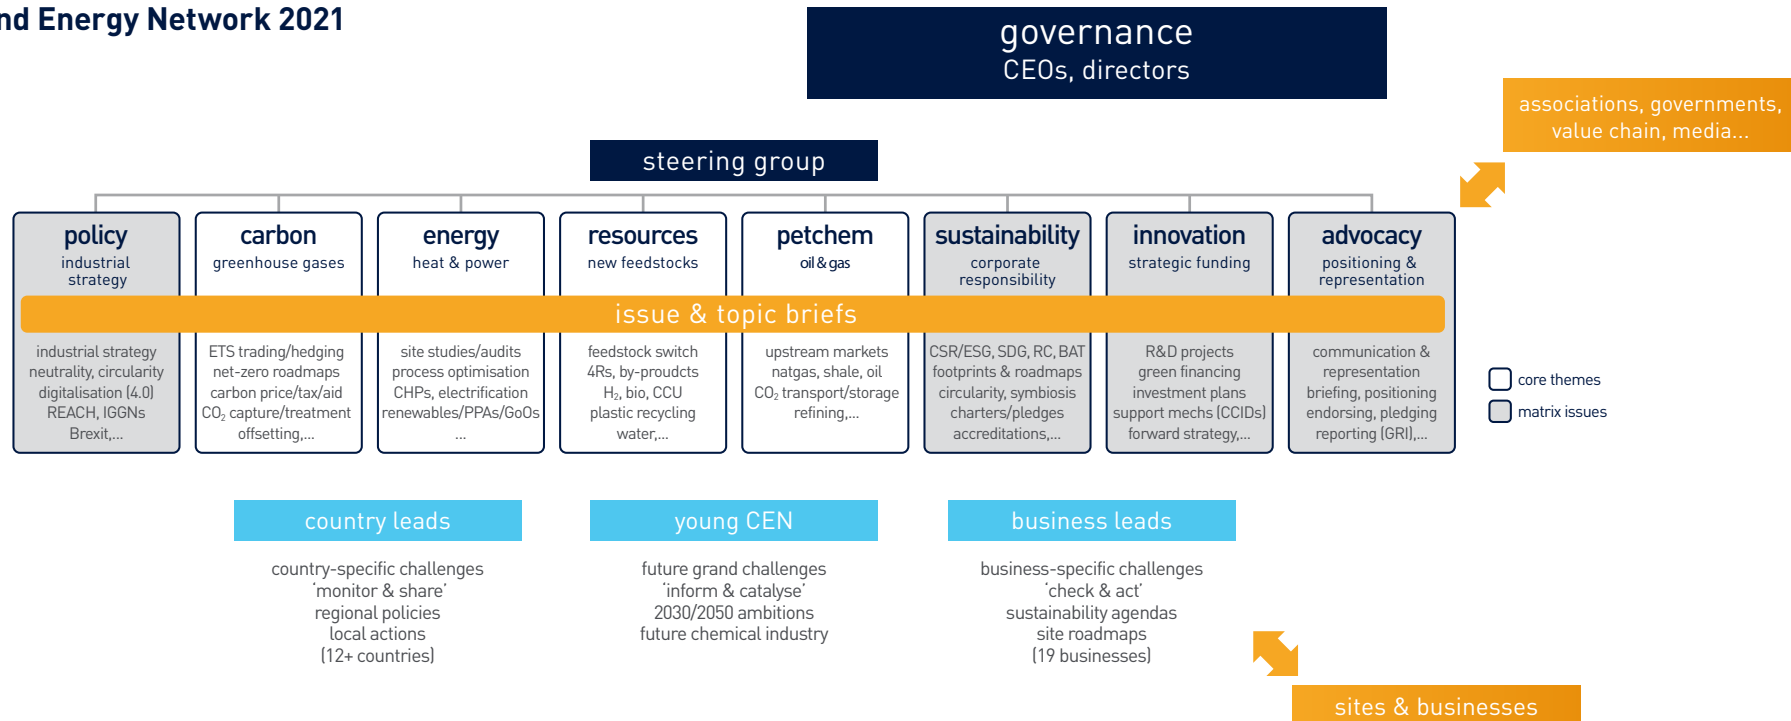 nd Energy Network 2021
governance
CEOs, directors
associations, governments,
value chain, media...
steering group
policy
industrial
strategy
carbon
greenhouse gases
energy
heat & power
resources
new feedstocks
petchem
oil & gas
sustainability
corporate
responsibility
innovation
strategic funding
advocacy
positioning &
representation
issue & topic briefs
industrial strategy
neutrality, circularity
digitalisation (4.0)
REACH, IGGNs
Brexit,...
ETS trading/hedging
net-zero roadmaps
carbon price/tax/aid
CO₂ capture/treatment
offsetting,...
site studies/audits
process optimisation
CHPs, electrification
renewables/PPAs/GoOs
...
feedstock switch
4Rs, by-proudcts
H₂, bio, CCU
plastic recycling
water,...
upstream markets
natgas, shale, oil
CO₂ transport/storage
refining,...
CSR/ESG, SDG, RC, BAT
footprints & roadmaps
circularity, symbiosis
charters/pledges
accreditations,...
R&D projects
green financing
investment plans
support mechs (CCIDs)
forward strategy,...
communication &
representation
briefing, positioning
endorsing, pledging
reporting (GRI),...
core themes
matrix issues
country leads
country-specific challenges
‘monitor & share’
regional policies
local actions
(12+ countries)
young CEN
future grand challenges
‘inform & catalyse’
2030/2050 ambitions
future chemical industry
business leads
business-specific challenges
‘check & act’
sustainability agendas
site roadmaps
(19 businesses)
sites & businesses